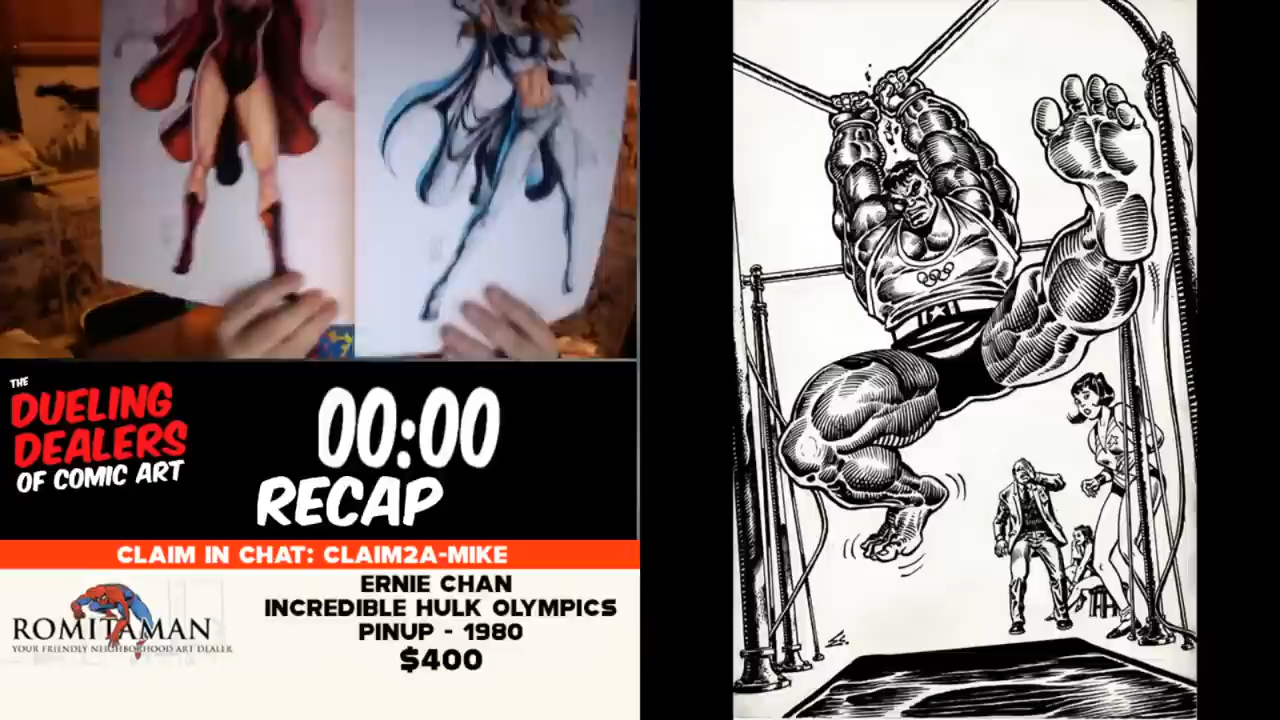 THE
DUELING
DEALERS
OF COMIC ART
00:00
RECAP
CLAIM IN CHAT: CLAIM2A-MIKE
ROMITAMAN
YOUR FRIENDLY NEIGHBORHOOD ART DEALER
ERNIE CHAN
INCREDIBLE HULK OLYMPICS
PINUP - 1980
$400